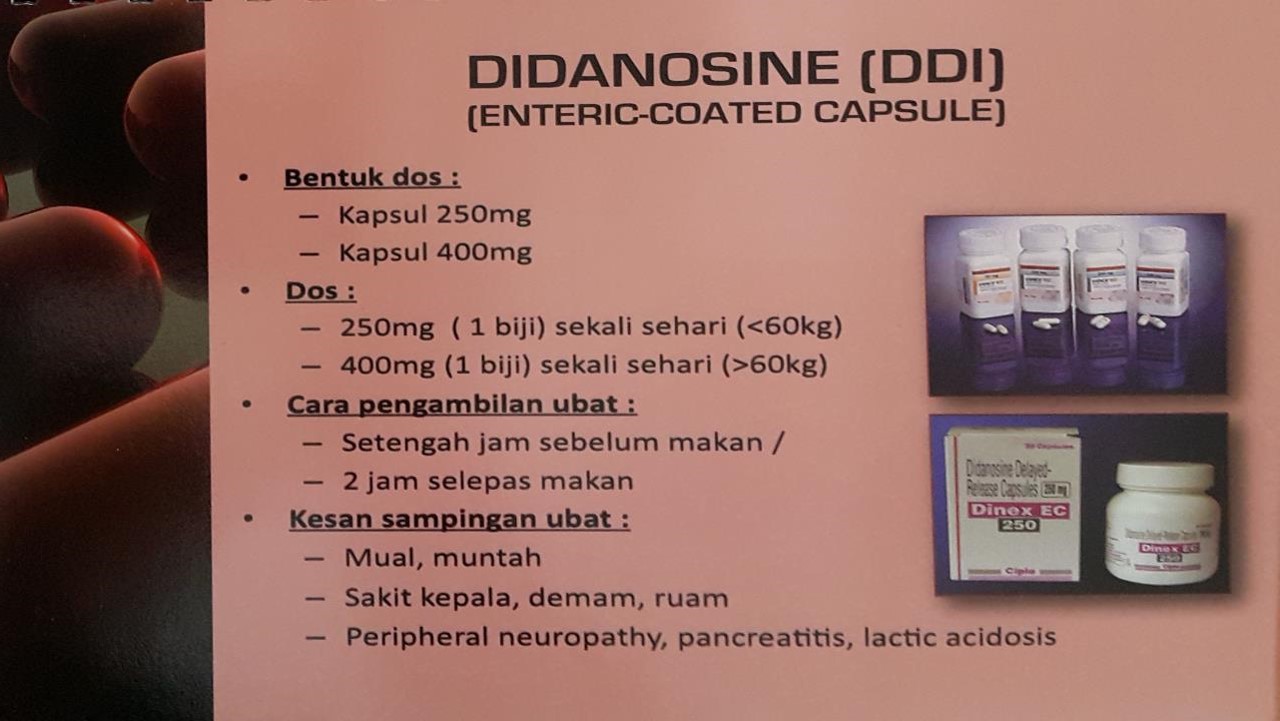 DIDANOSINE (DDI)
(ENTERIC-COATED CAPSULE)
• Bentuk dos :
– Kapsul 250mg
– Kapsul 400mg
• Dos :
– 250mg ( 1 biji) sekali sehari (<60kg)
– 400mg (1 biji) sekali sehari (>60kg)
• Cara pengambilan ubat :
– Setengah jam sebelum makan /
– 2 jam selepas makan
• Kesan sampingan ubat :
– Mual, muntah
– Sakit kepala, demam, ruam
– Peripheral neuropathy, pancreatitis, lactic acidosis
Capsules
Didanosine Delayed-
Release Capsules 250 mg
Dinex EC
250
Cipla
Dinex EC
250